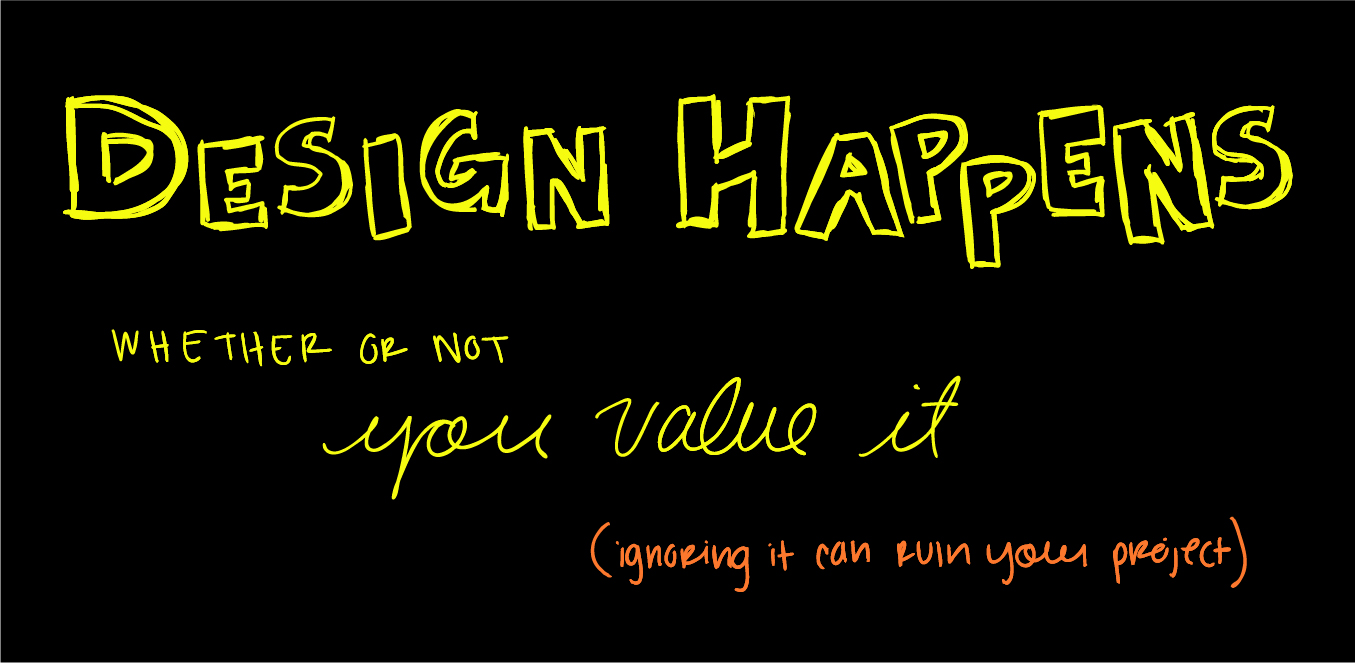 DESIGN HAPPENS
WHETHER OR NOT
you value it
(ignoring it can ruin your project)